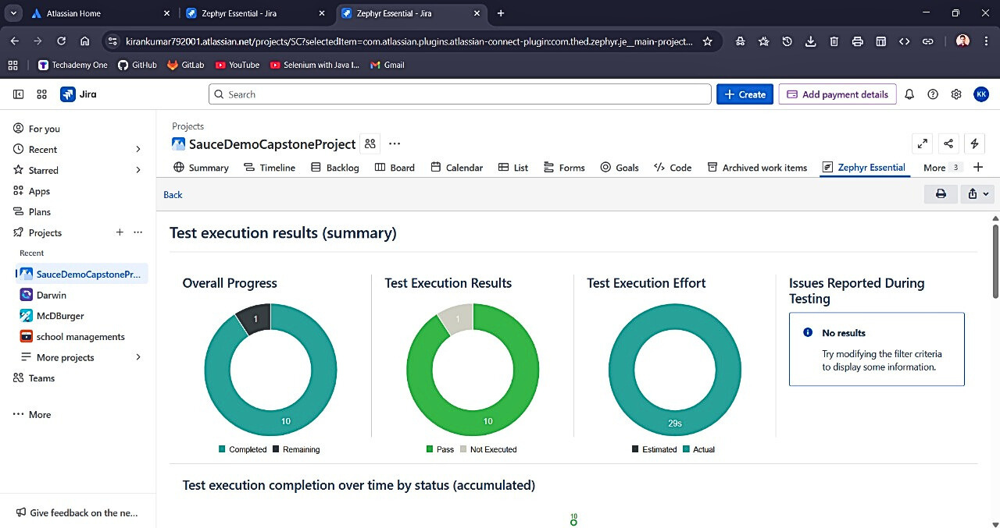 Atlassian Home
Zephyr Essential - Jira
Zephyr Essential - Jira
kirankumar792001.atlassian.net/projects/SC?selectedItem=com.atlassian.plugins.atlassian-connect-plugin:com.thed.zephyr.je__main-projec...
Techademy One
GitHub
GitLab
YouTube
Selenium with Java I...
Gmail
Jira
Search
Create
Add payment details
KK
For you
Recent
Starred
Apps
Plans
Projects
Recent
SauceDemoCapstonePr...
Darwin
McDBurger
school managements
More projects
Teams
More
Give feedback on the ne...
Projects
SauceDemoCapstoneProject
Summary
Timeline
Backlog
Board
Calendar
List
Forms
Goals
Code
Archived work items
Zephyr Essential
More 3
Back
Test execution results (summary)
Overall Progress
1
10
Completed
Remaining
Test Execution Results
1
10
Pass
Not Executed
Test Execution Effort
29s
Estimated
Actual
Issues Reported During
Testing
No results
Try modifying the filter criteria
to display some information.
Test execution completion over time by status (accumulated)
10